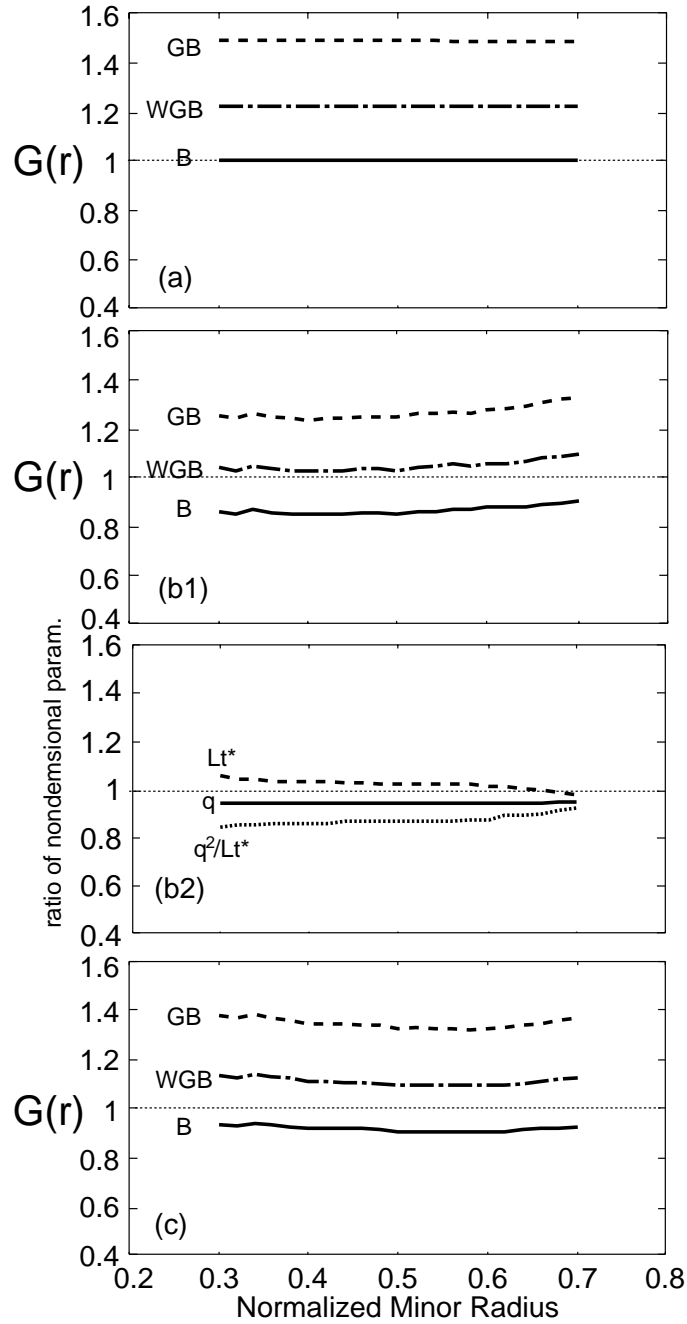 1.6
GB
1.4
WGB
1.2
G(r)
1
B
0.8
0.6
(a)
0.4
1.6
1.4
GB
1.2
WGB
G(r)
1
B
0.8
0.6
(b1)
0.4
ratio of nondemsional param.
1.6
1.4
1.2
Lt*
1
q
0.8
q²/Lt*
0.6
(b2)
0.4
1.6
GB
1.4
1.2
WGB
G(r)
1
B
0.8
0.6
(c)
0.4
0.2 0.3 0.4 0.5 0.6 0.7 0.8
Normalized Minor Radius